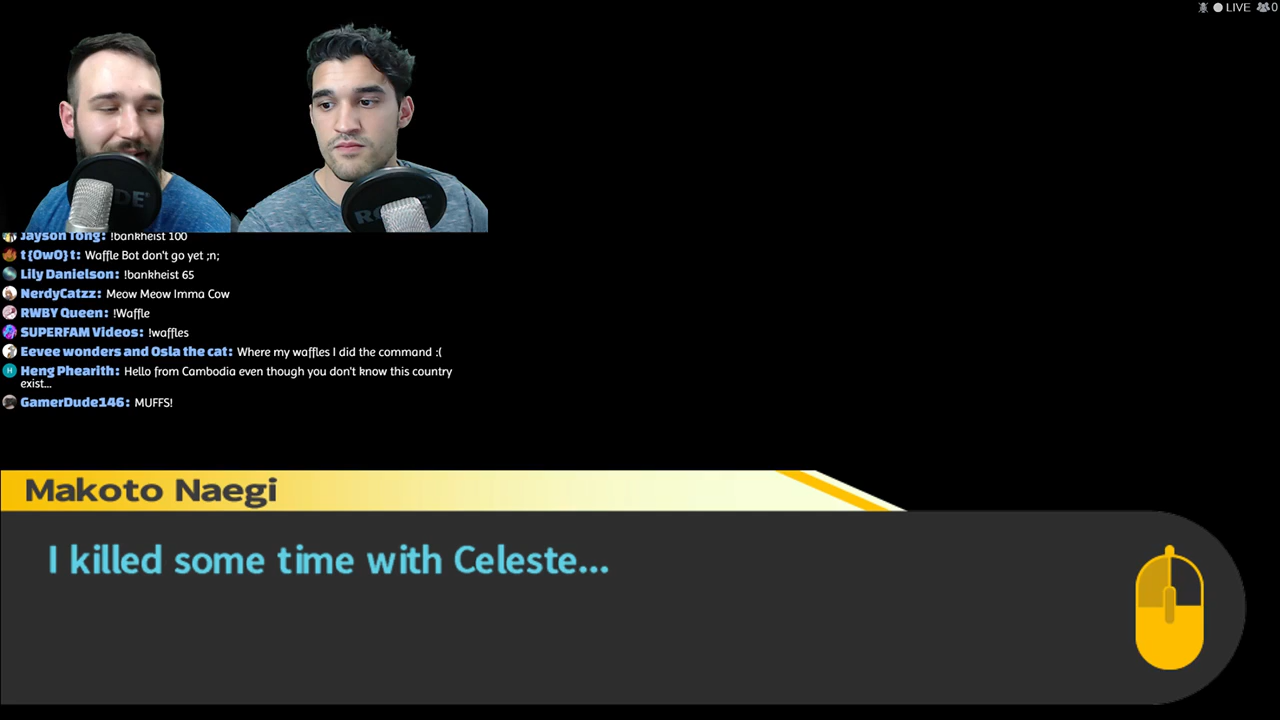 LIVE 0
Jayson Tong: !bankheist 100
t {OwO} t: Waffle Bot don't go yet ;n;
Lily Danielson: !bankheist 65
NerdyCatzz: Meow Meow Imma Cow
RWBY Queen: !Waffle
SUPERFAM Videos: !waffles
Eevee wonders and Osla the cat: Where my waffles I did the command :(
H Heng Phearith: Hello from Cambodia even though you don't know this country
exist...
GamerDude146: MUFFS!
Makoto Naegi
I killed some time with Celeste...